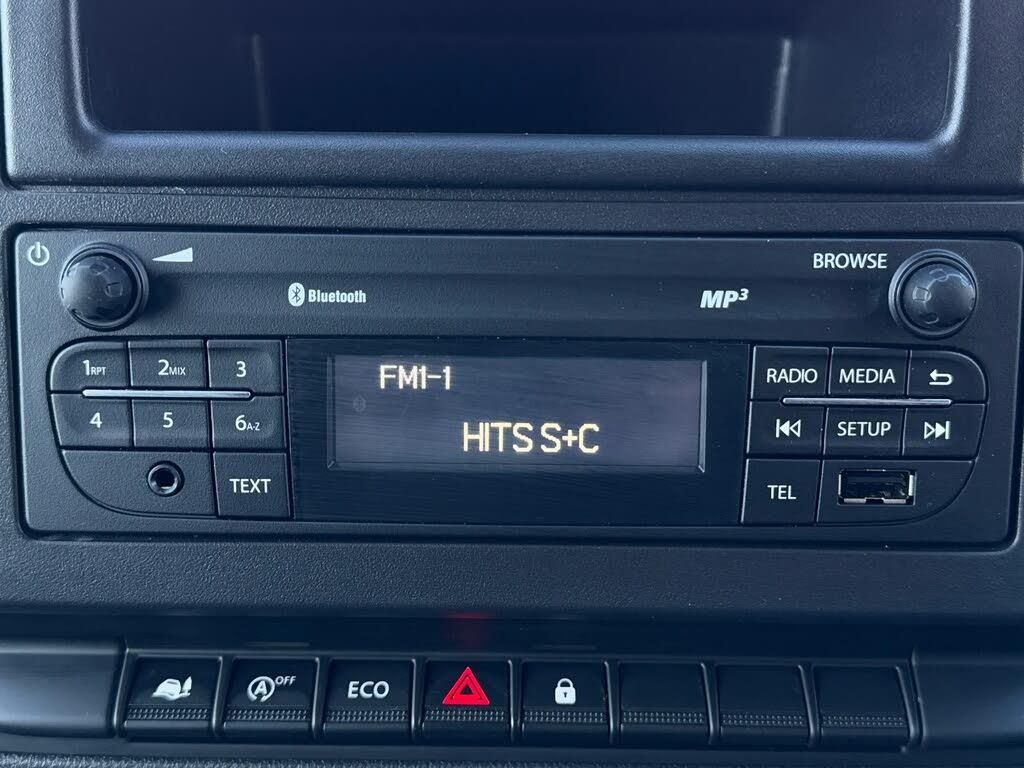 BROWSE
Bluetooth
MP3
1RPT 2MIX 3
FM1-1
RADIO MEDIA
4 5 6A-Z
HITS S+C
SETUP
TEXT
TEL
A OFF
ECO